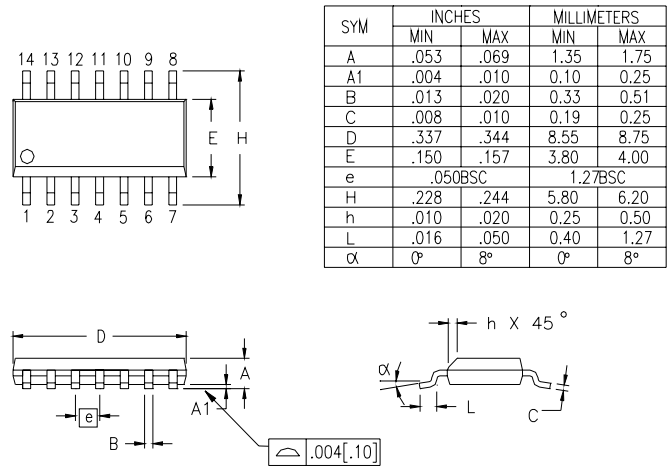 14 13 12 11 10 9 8
E
H
1 2 3 4 5 6 7
SYM INCHES MILLIMETERS
MIN MAX MIN MAX
A .053 .069 1.35 1.75
A1 .004 .010 0.10 0.25
B .013 .020 0.33 0.51
C .008 .010 0.19 0.25
D .337 .344 8.55 8.75
E .150 .157 3.80 4.00
e .050BSC 1.27BSC
H .228 .244 5.80 6.20
h .010 .020 0.25 0.50
L .016 .050 0.40 1.27
α 0° 8° 0° 8°
D
A
A1
e
B
.004[.10]
h X 45°
α
L
C